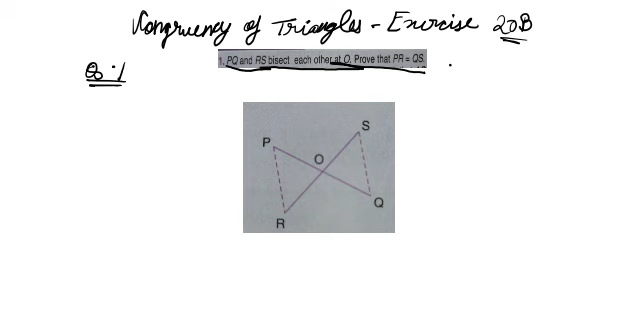 Congruency of Triangles - Exercise 20B
Q.1
1. PQ and RS bisect each other at O. Prove that PR = QS.
S
P
O
Q
R